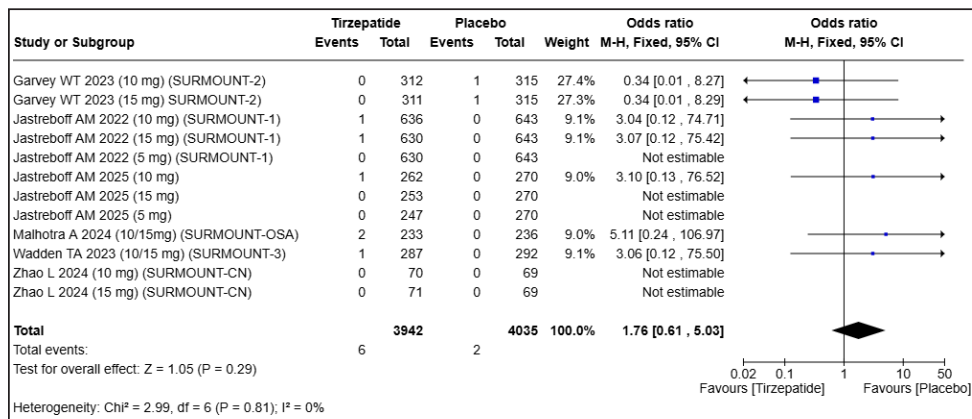 Tirzepatide Placebo Odds ratio Odds ratio
Study or Subgroup Events Total Events Total Weight M-H, Fixed, 95% CI M-H, Fixed, 95% CI
Garvey WT 2023 (10 mg) (SURMOUNT-2) 0 312 1 315 27.4% 0.34 [0.01 , 8.27]
Garvey WT 2023 (15 mg) SURMOUNT-2) 0 311 1 315 27.3% 0.34 [0.01 , 8.29]
Jastreboff AM 2022 (10 mg) (SURMOUNT-1) 1 636 0 643 9.1% 3.04 [0.12 , 74.71]
Jastreboff AM 2022 (15 mg) (SURMOUNT-1) 1 630 0 643 9.1% 3.07 [0.12 , 75.42]
Jastreboff AM 2022 (5 mg) (SURMOUNT-1) 0 630 0 643 Not estimable
Jastreboff AM 2025 (10 mg) 1 262 0 270 9.0% 3.10 [0.13 , 76.52]
Jastreboff AM 2025 (15 mg) 0 253 0 270 Not estimable
Jastreboff AM 2025 (5 mg) 0 247 0 270 Not estimable
Malhotra A 2024 (10/15mg) (SURMOUNT-OSA) 2 233 0 236 9.0% 5.11 [0.24 , 106.97]
Wadden TA 2023 (10/15 mg) (SURMOUNT-3) 1 287 0 292 9.1% 3.06 [0.12 , 75.50]
Zhao L 2024 (10 mg) (SURMOUNT-CN) 0 70 0 69 Not estimable
Zhao L 2024 (15 mg) (SURMOUNT-CN) 0 71 0 69 Not estimable
Total 3942 4035 100.0% 1.76 [0.61 , 5.03]
Total events: 6 2
Test for overall effect: Z = 1.05 (P = 0.29)
0.02 0.1 1 10 50
Favours [Tirzepatide] Favours [Placebo]
Heterogeneity: Chi² = 2.99, df = 6 (P = 0.81); I² = 0%